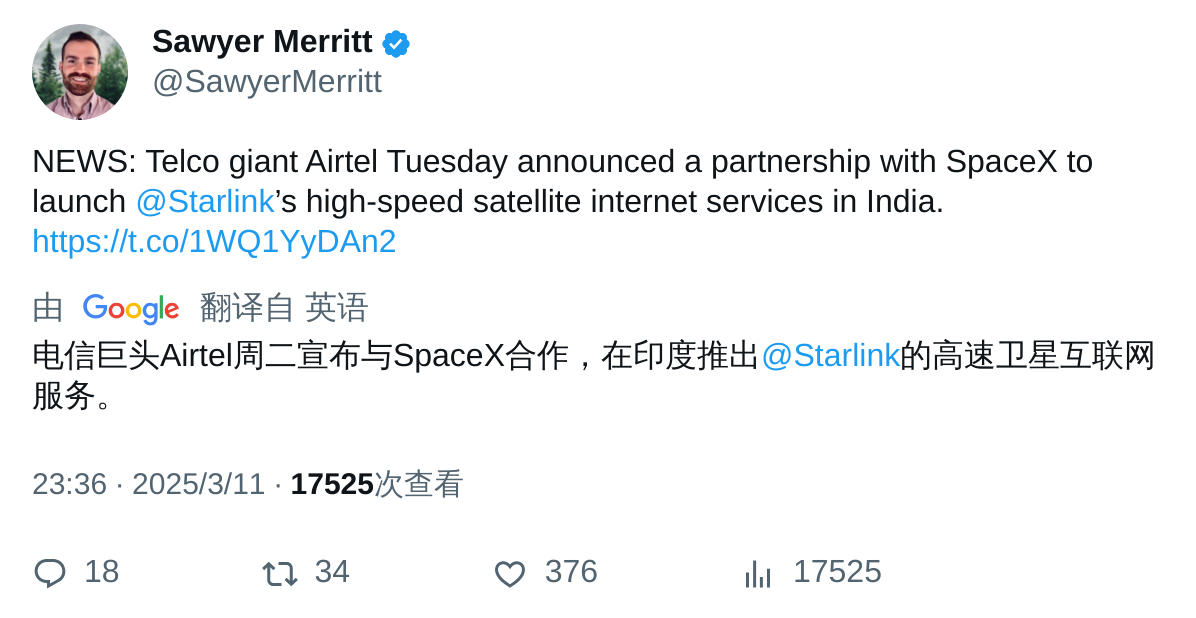 Sawyer Merritt
@SawyerMerritt
NEWS: Telco giant Airtel Tuesday announced a partnership with SpaceX to
launch @Starlink’s high-speed satellite internet services in India.
https://t.co/1WQ1YyDAn2
由 Google 翻译自 英语
电信巨头Airtel周二宣布与SpaceX合作，在印度推出@Starlink的高速卫星互联网
服务。
23:36 · 2025/3/11 · 17525次查看
18 34 376 17525